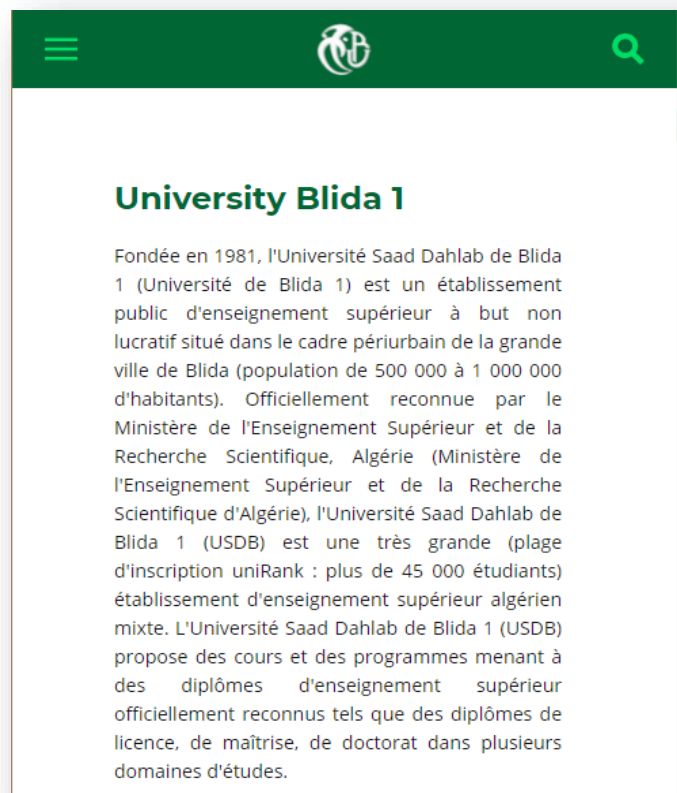 University Blida 1
Fondée en 1981, l'Université Saad Dahlab de Blida
1 (Université de Blida 1) est un établissement
public d'enseignement supérieur à but non
lucratif situé dans le cadre périurbain de la grande
ville de Blida (population de 500 000 à 1 000 000
d'habitants). Officiellement reconnue par le
Ministère de l'Enseignement Supérieur et de la
Recherche Scientifique, Algérie (Ministère de
l'Enseignement Supérieur et de la Recherche
Scientifique d'Algérie), l'Université Saad Dahlab de
Blida 1 (USDB) est une très grande (plage
d'inscription uniRank : plus de 45 000 étudiants)
établissement d'enseignement supérieur algérien
mixte. L'Université Saad Dahlab de Blida 1 (USDB)
propose des cours et des programmes menant à
des diplômes d'enseignement supérieur
officiellement reconnus tels que des diplômes de
licence, de maîtrise, de doctorat dans plusieurs
domaines d'études.